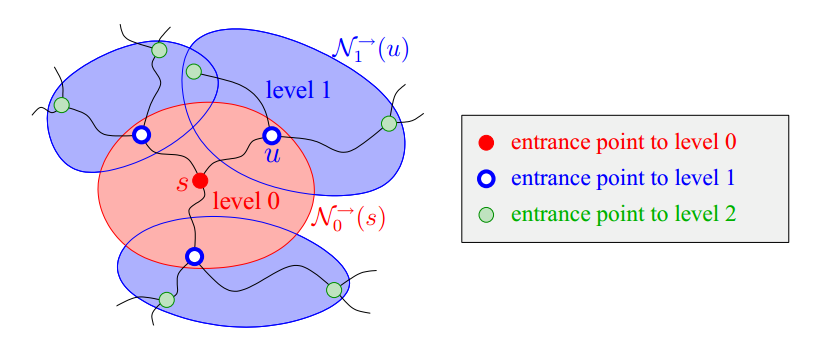 𝒩₁→(u)
level 1
u
s
level 0
𝒩₀→(s)
entrance point to level 0
entrance point to level 1
entrance point to level 2